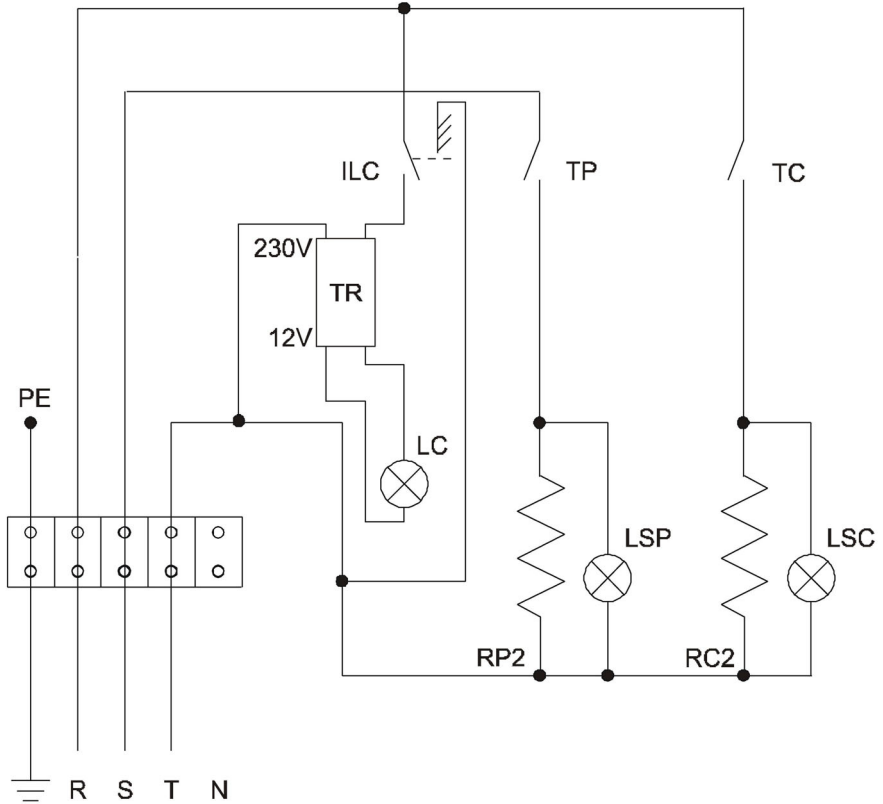 ILC
TP
TC
230V
TR
12V
PE
LC
LSP
LSC
RP2
RC2
R S T N